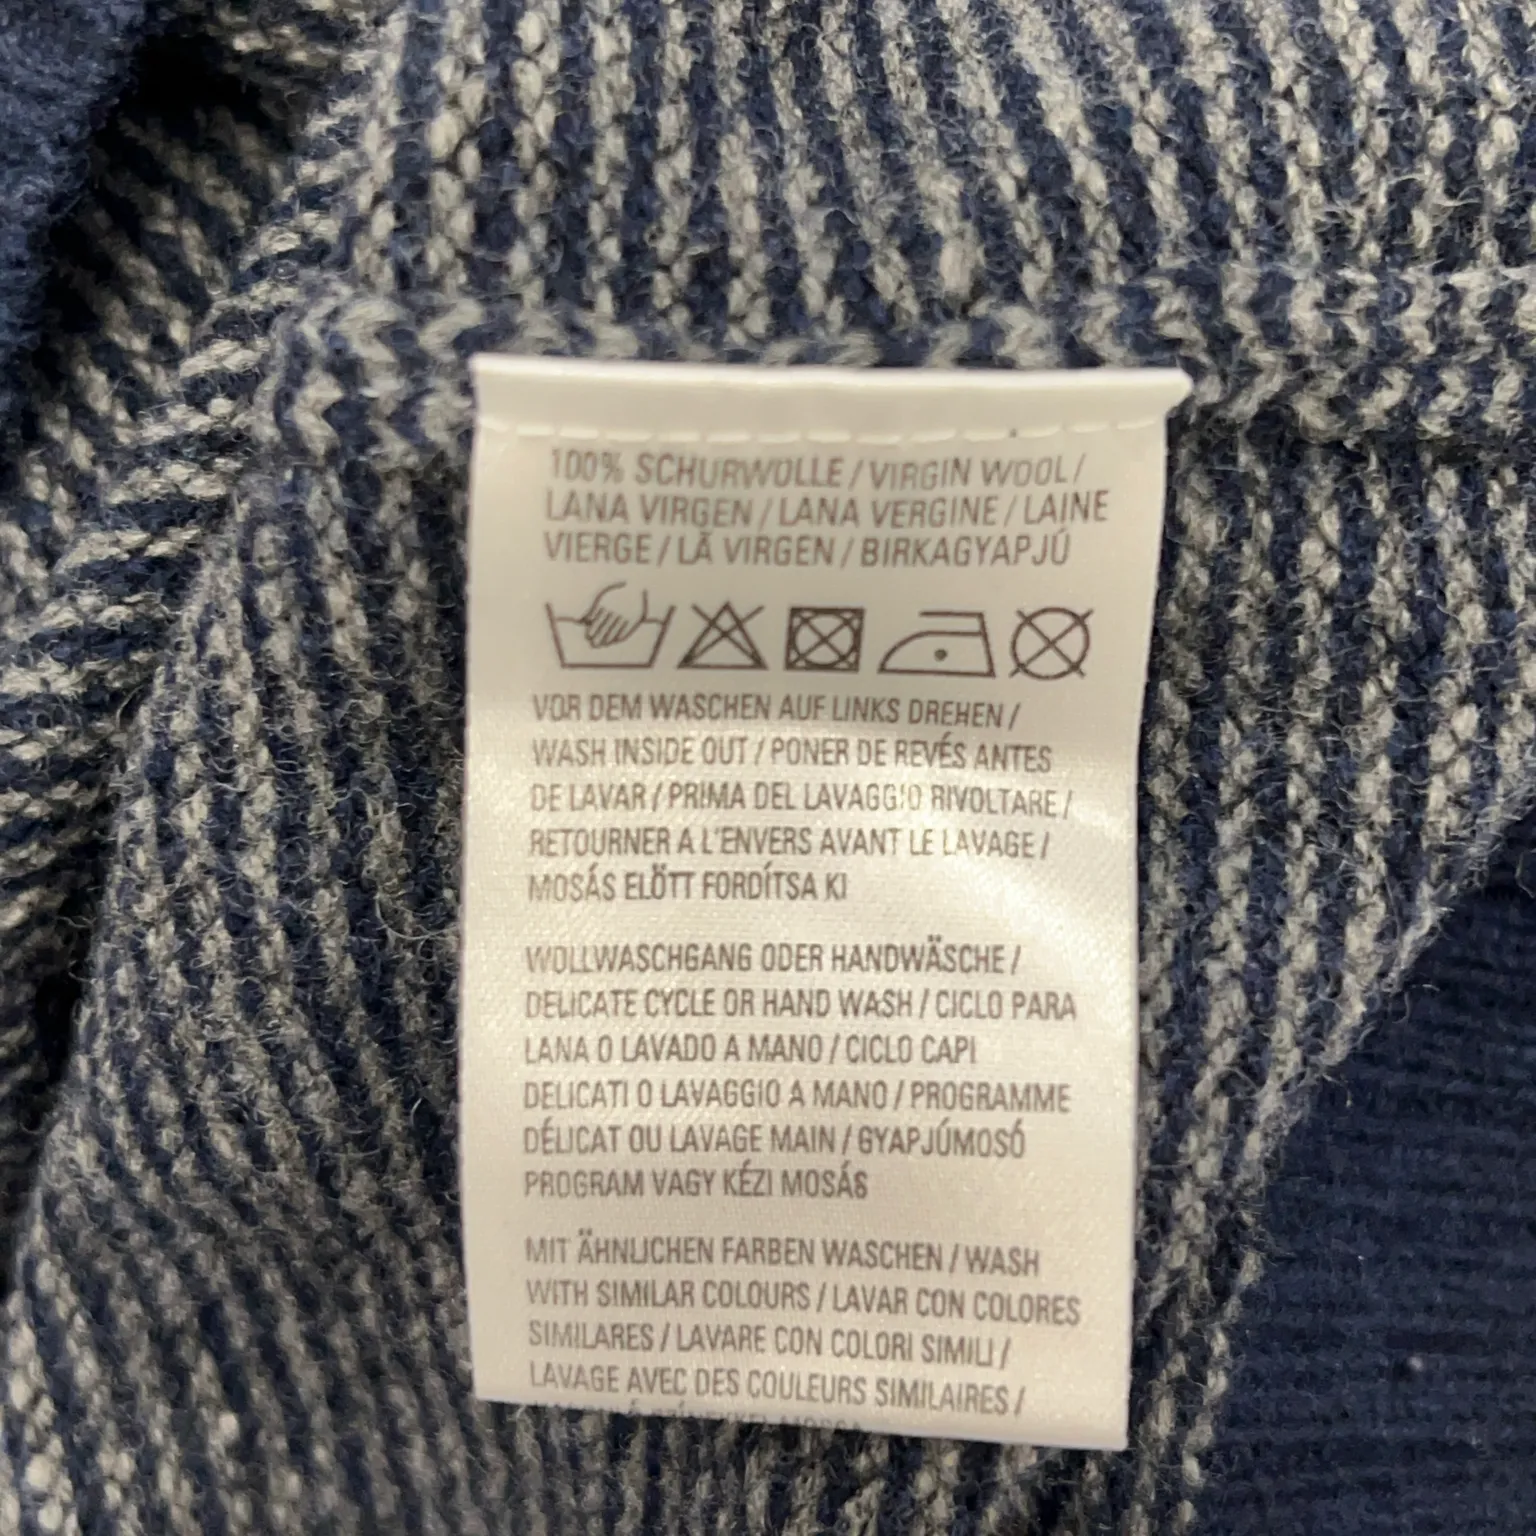 100% SCHURWOLLE / VIRGIN WOOL /
LANA VIRGEN / LANA VERGINE / LAINE
VIERGE / LÃ VIRGEN / BIRKAGYAPJÚ
VOR DEM WASCHEN AUF LINKS DREHEN /
WASH INSIDE OUT / PONER DE REVÉS ANTES
DE LAVAR / PRIMA DEL LAVAGGIO RIVOLTARE /
RETOURNER A L'ENVERS AVANT LE LAVAGE /
MOSÁS ELŐTT FORDÍTSA KI
WOLLWASCHGANG ODER HANDWÄSCHE /
DELICATE CYCLE OR HAND WASH / CICLO PARA
LANA O LAVADO A MANO / CICLO CAPI
DELICATI O LAVAGGIO A MANO / PROGRAMME
DÉLICAT OU LAVAGE MAIN / GYAPJÚMOSÓ
PROGRAM VAGY KÉZI MOSÁS
MIT ÄHNLICHEN FARBEN WASCHEN / WASH
WITH SIMILAR COLOURS / LAVAR CON COLORES
SIMILARES / LAVARE CON COLORI SIMILI /
LAVAGE AVEC DES COULEURS SIMILAIRES /